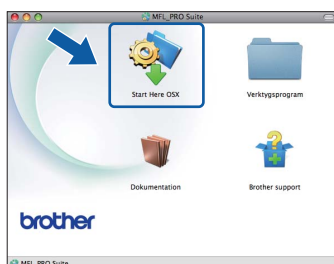 MFL_PRO Suite
Start Here OSX
Verktygsprogram
Dokumentation
Brother support
brother
MFL_PRO Suite